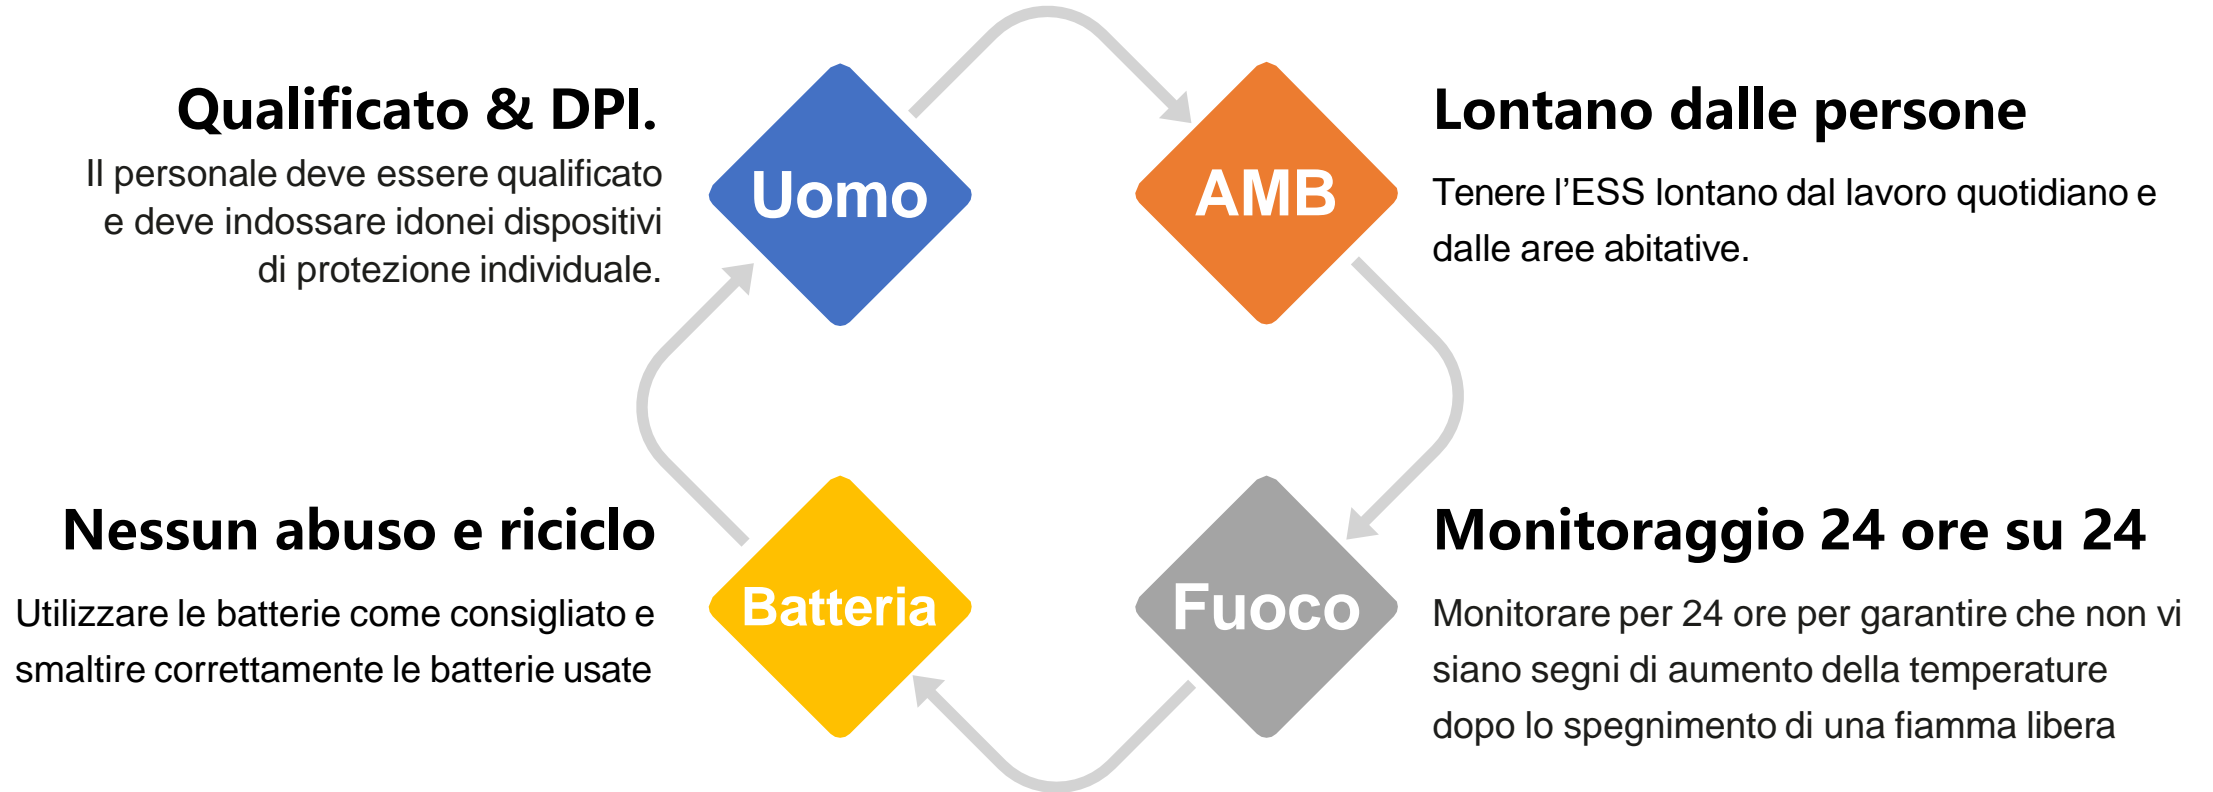 Qualificato & DPI.
Il personale deve essere qualificato
e deve indossare idonei dispositivi
di protezione individuale.
Uomo
AMB
Lontano dalle persone
Tenere l’ESS lontano dal lavoro quotidiano e
dalle aree abitative.
Nessun abuso e riciclo
Utilizzare le batterie come consigliato e
smaltire correttamente le batterie usate
Batteria
Fuoco
Monitoraggio 24 ore su 24
Monitorare per 24 ore per garantire che non vi
siano segni di aumento della temperature
dopo lo spegnimento di una fiamma libera